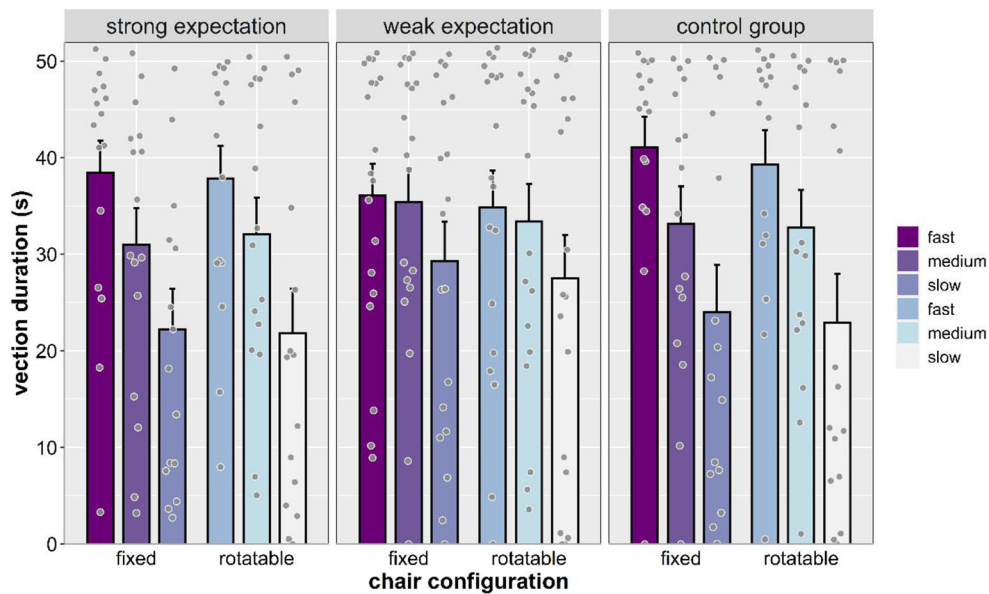 strong expectation
weak expectation
control group
vection duration (s)
50
40
30
20
10
0
fixed
rotatable
fixed
rotatable
fixed
rotatable
chair configuration
fast
medium
slow
fast
medium
slow